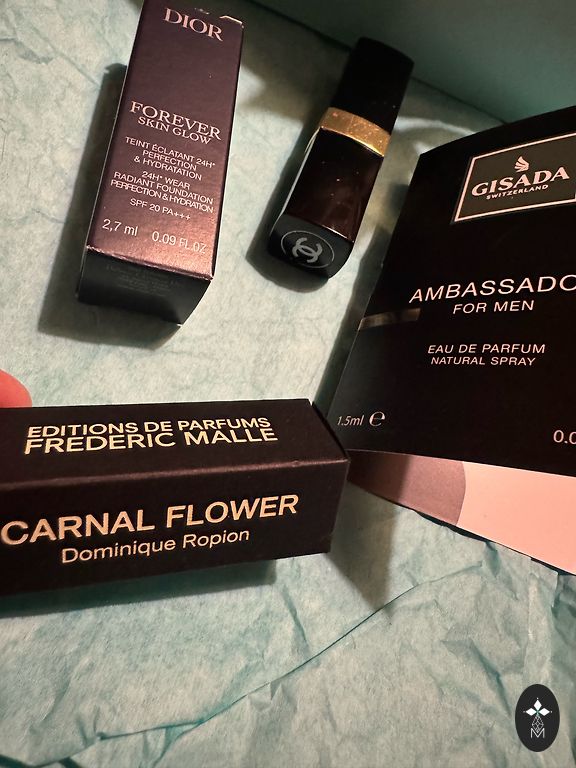 DIOR
FOREVER
SKIN GLOW
TEINT ÉCLATANT 24H*
PERFECTION
& HYDRATATION
24H* WEAR
RADIANT FOUNDATION
PERFECTION & HYDRATION
SPF 20 PA+++
2,7 ml 0.09 FL.OZ
GISADA
SWITZERLAND
AMBASSADO
FOR MEN
EAU DE PARFUM
NATURAL SPRAY
1.5ml ℮
0.0
EDITIONS DE PARFUMS
FREDERIC MALLE
CARNAL FLOWER
Dominique Ropion
M